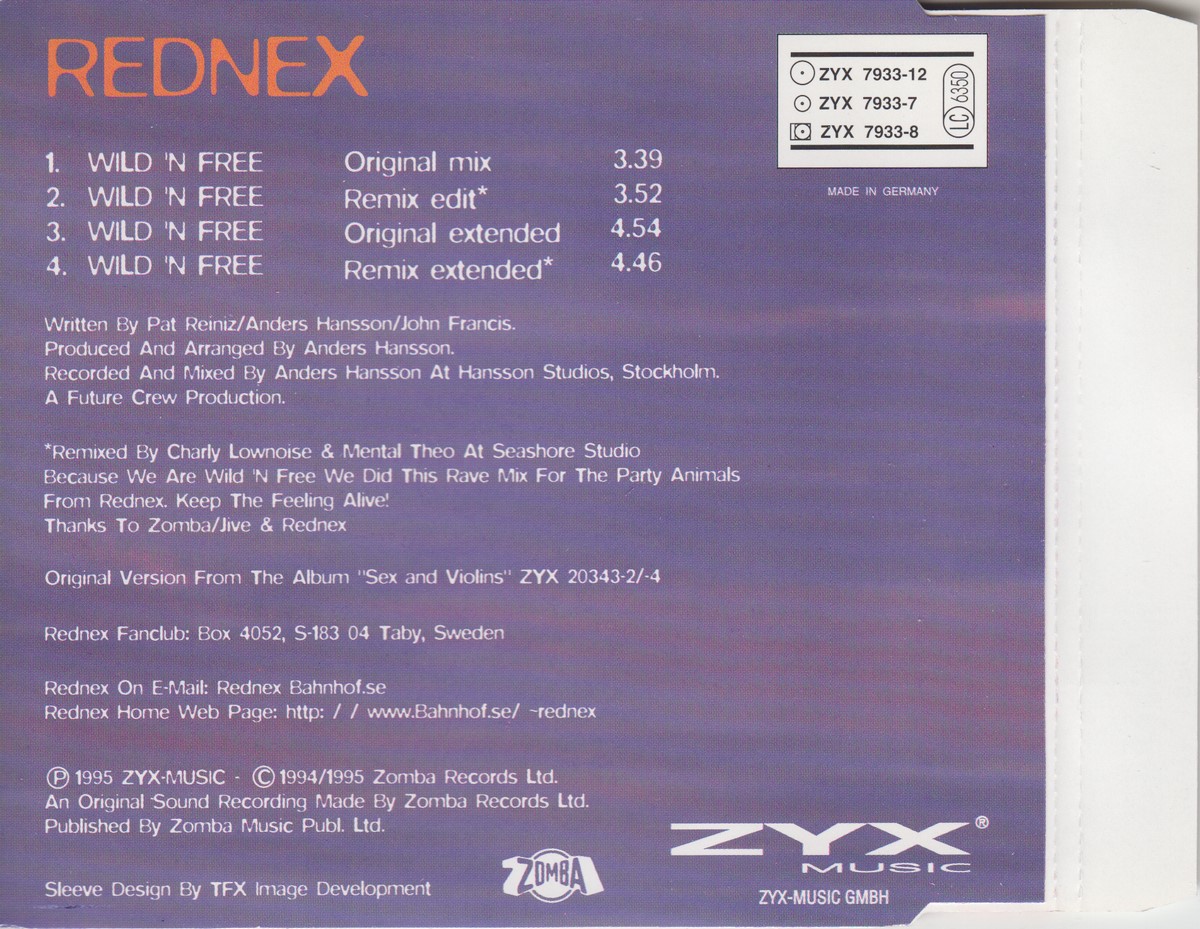 REDNEX
ZYX 7933-12
ZYX 7933-7
ZYX 7933-8
LC 6350
MADE IN GERMANY
1. WILD 'N FREE Original mix 3.39
2. WILD 'N FREE Remix edit* 3.52
3. WILD 'N FREE Original extended 4.54
4. WILD 'N FREE Remix extended* 4.46
Written By Pat Reiniz/Anders Hansson/John Francis.
Produced And Arranged By Anders Hansson.
Recorded And Mixed By Anders Hansson At Hansson Studios, Stockholm.
A Future Crew Production.
*Remixed By Charly Lownoise & Mental Theo At Seashore Studio
Because We Are Wild 'N Free We Did This Rave Mix For The Party Animals
From Rednex. Keep The Feeling Alive!
Thanks To Zomba/Jive & Rednex
Original Version From The Album "Sex and Violins" ZYX 20343-2/-4
Rednex Fanclub: Box 4052, S-183 04 Taby, Sweden
Rednex On E-Mail: Rednex Bahnhof.se
Rednex Home Web Page: http: / / www.Bahnhof.se/ ~rednex
℗ 1995 ZYX-MUSIC - © 1994/1995 Zomba Records Ltd.
An Original Sound Recording Made By Zomba Records Ltd.
Published By Zomba Music Publ. Ltd.
Sleeve Design By TFX Image Development
ZOMBA
ZYX®
MUSIC
ZYX-MUSIC GMBH